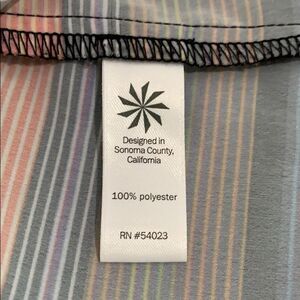 Designed in
Sonoma County,
California
100% polyester
RN #54023